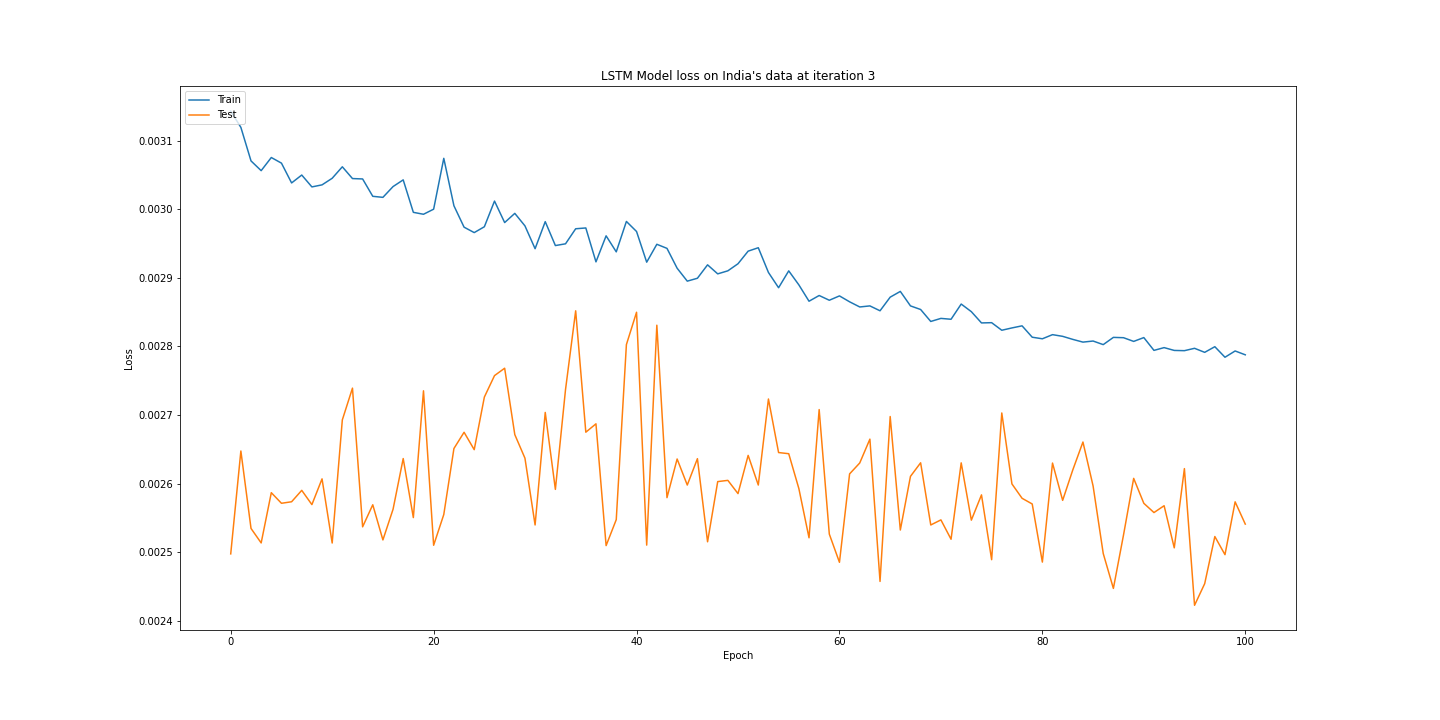 LSTM Model loss on India's data at iteration 3
Train
Test
0.0031
0.0030
0.0029
0.0028
0.0027
0.0026
0.0025
0.0024
Loss
0 20 40 60 80 100
Epoch